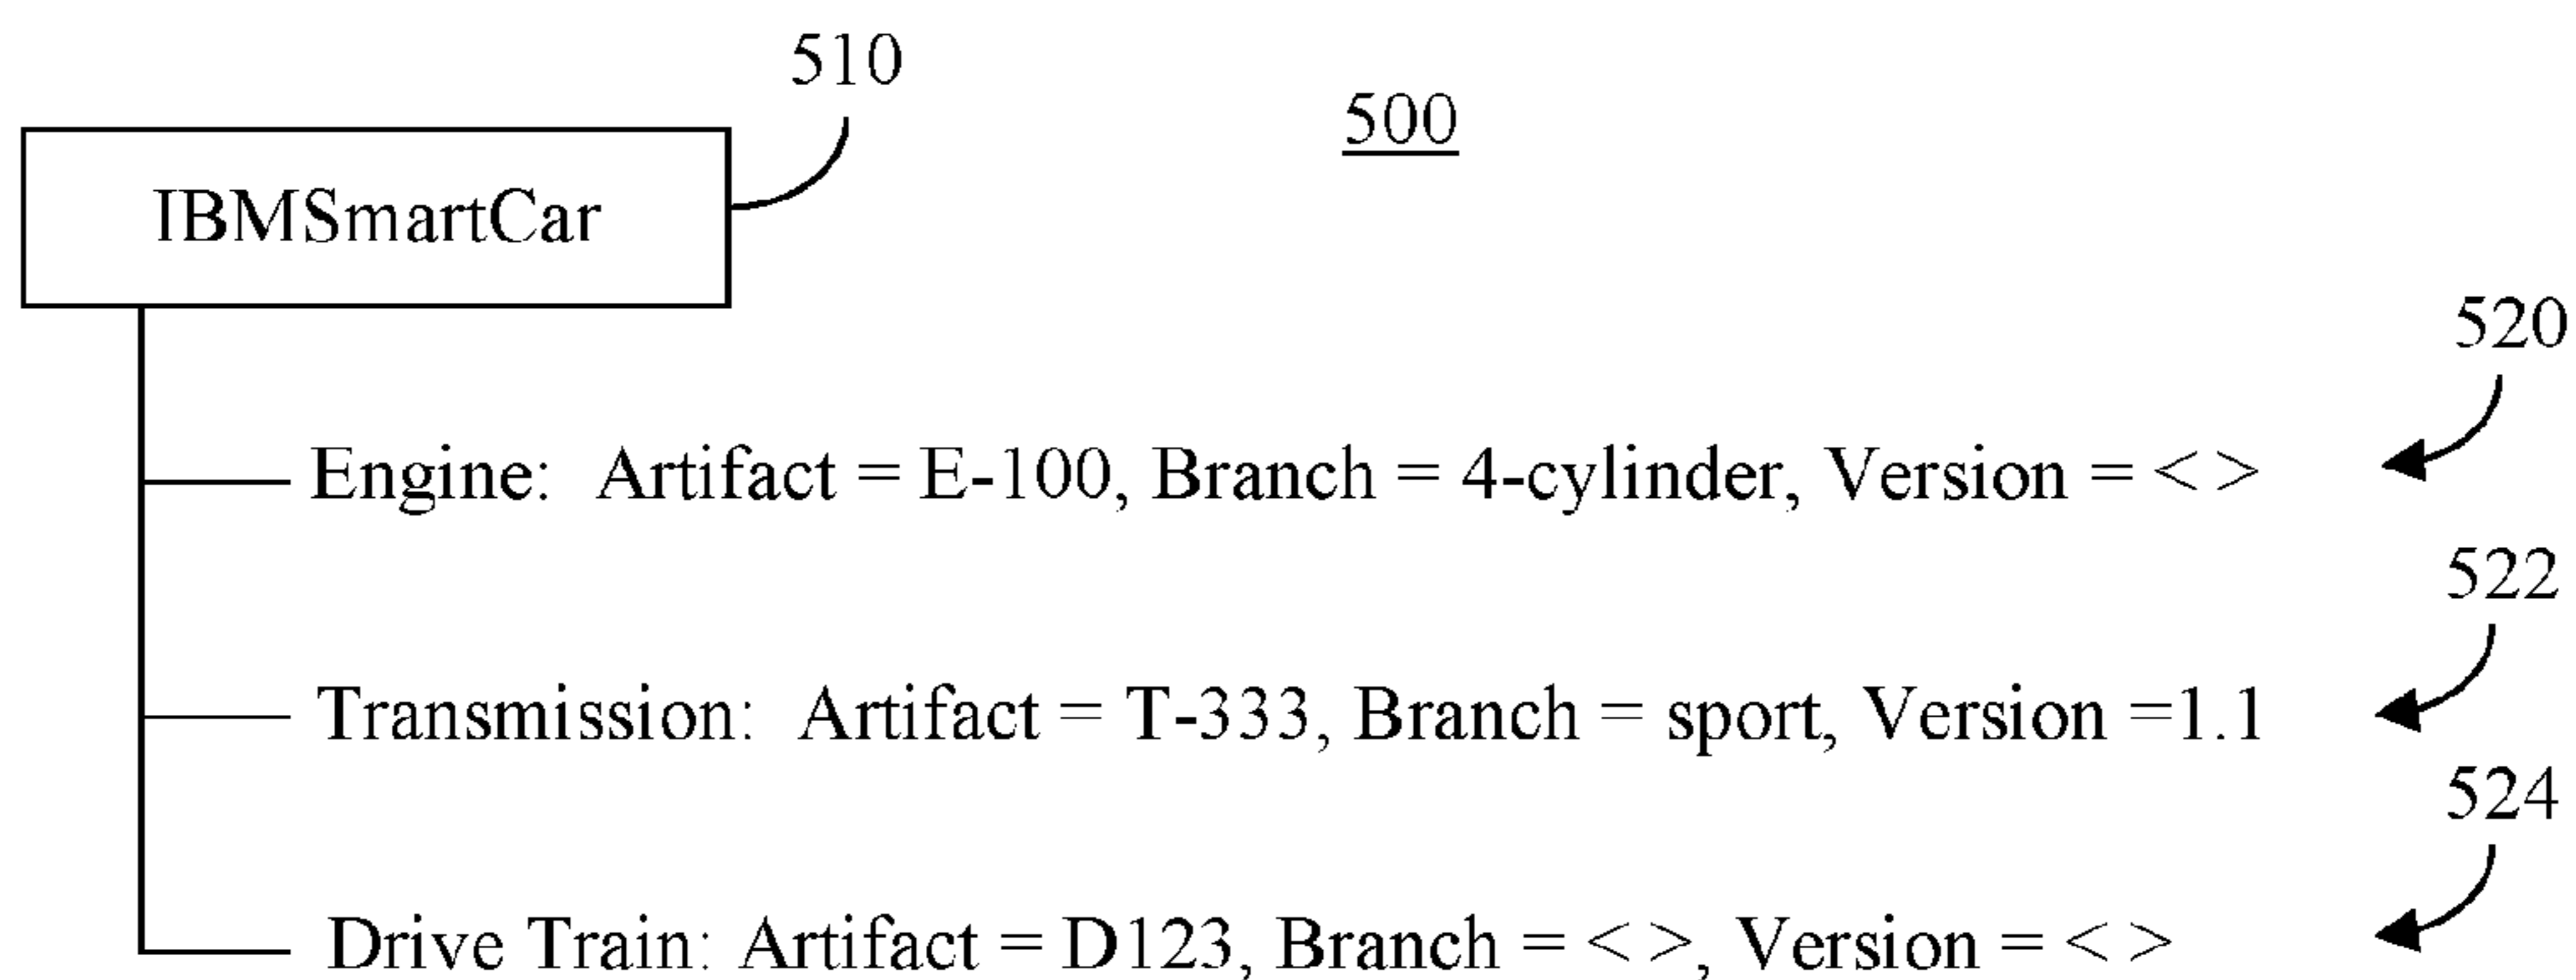 510
500
IBMSmartCar
520
Engine: Artifact = E-100, Branch = 4-cylinder, Version = < >
522
Transmission: Artifact = T-333, Branch = sport, Version =1.1
524
Drive Train: Artifact = D123, Branch = < >, Version = < >